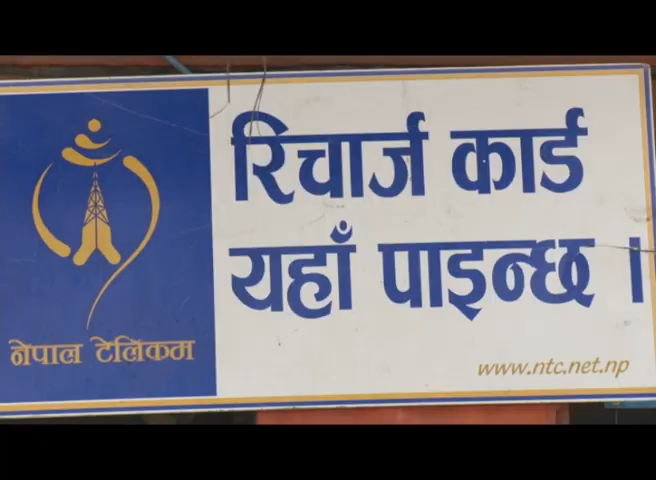 रिचार्ज कार्ड
यहाँ पाइन्छ ।
नेपाल टेलिकम
www.ntc.net.np